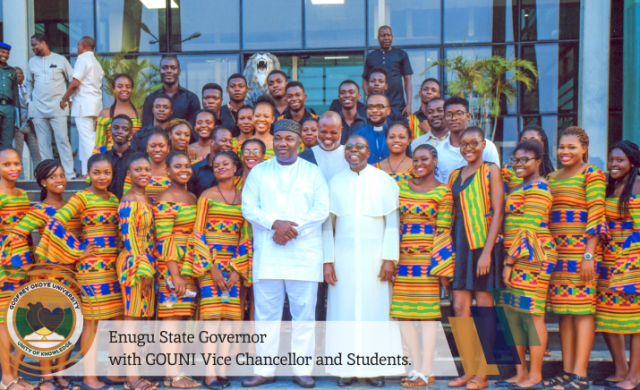 GODFREY OKOYE UNIVERSITY
UNITY OF KNOWLEDGE
Enugu State Governor
with GOUNI Vice Chancellor and Students.